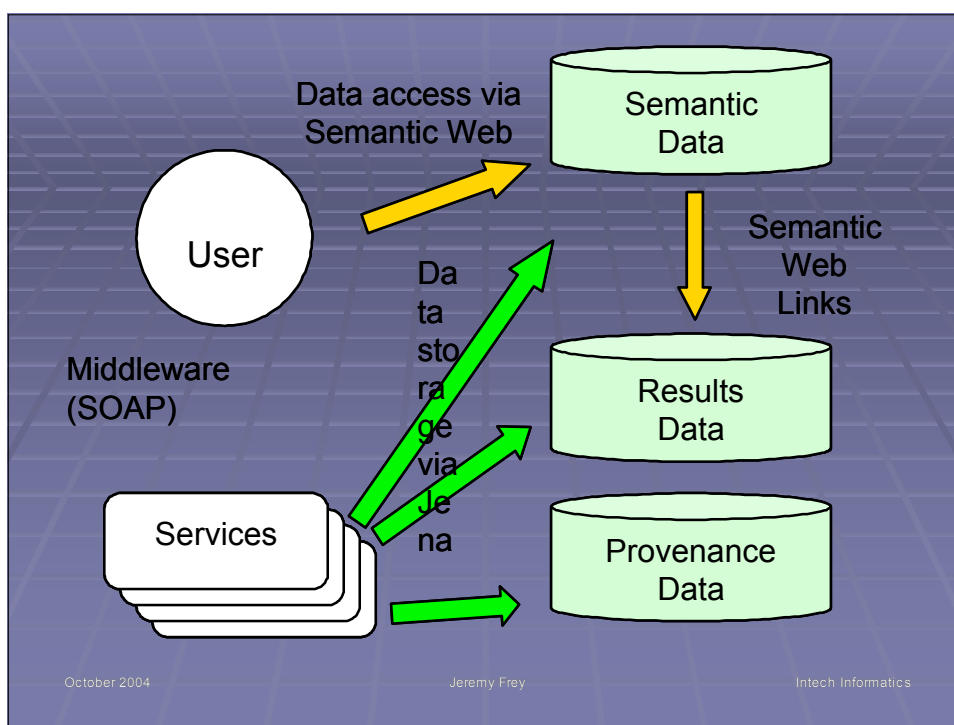 Data access via
Semantic Web
Semantic
Data
User
Semantic
Web
Links
Da
ta
sto
ra
ge
via
Je
na
Middleware
(SOAP)
Results
Data
Services
Provenance
Data
October 2004
Jeremy Frey
Intech Informatics